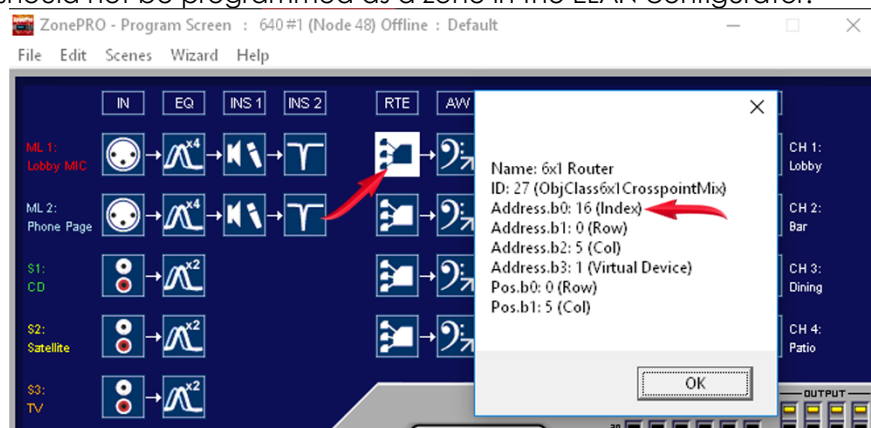 should not be programmed as a zone in the ELAN Configurator.
ZonePRO - Program Screen : 640 #1 (Node 48) Offline : Default
File Edit Scenes Wizard Help
IN EQ INS 1 INS 2 RTE AW
ML 1:
Lobby MIC
x4
CH 1:
Lobby
ML 2:
Phone Page
x4
CH 2:
Bar
S1:
CD
x2
CH 3:
Dining
S2:
Satellite
x2
CH 4:
Patio
S3:
TV
x2
Name: 6x1 Router
ID: 27 (ObjClass6x1CrosspointMix)
Address.b0: 16 (Index)
Address.b1: 0 (Row)
Address.b2: 5 (Col)
Address.b3: 1 (Virtual Device)
Pos.b0: 0 (Row)
Pos.b1: 5 (Col)
OK
OUTPUT